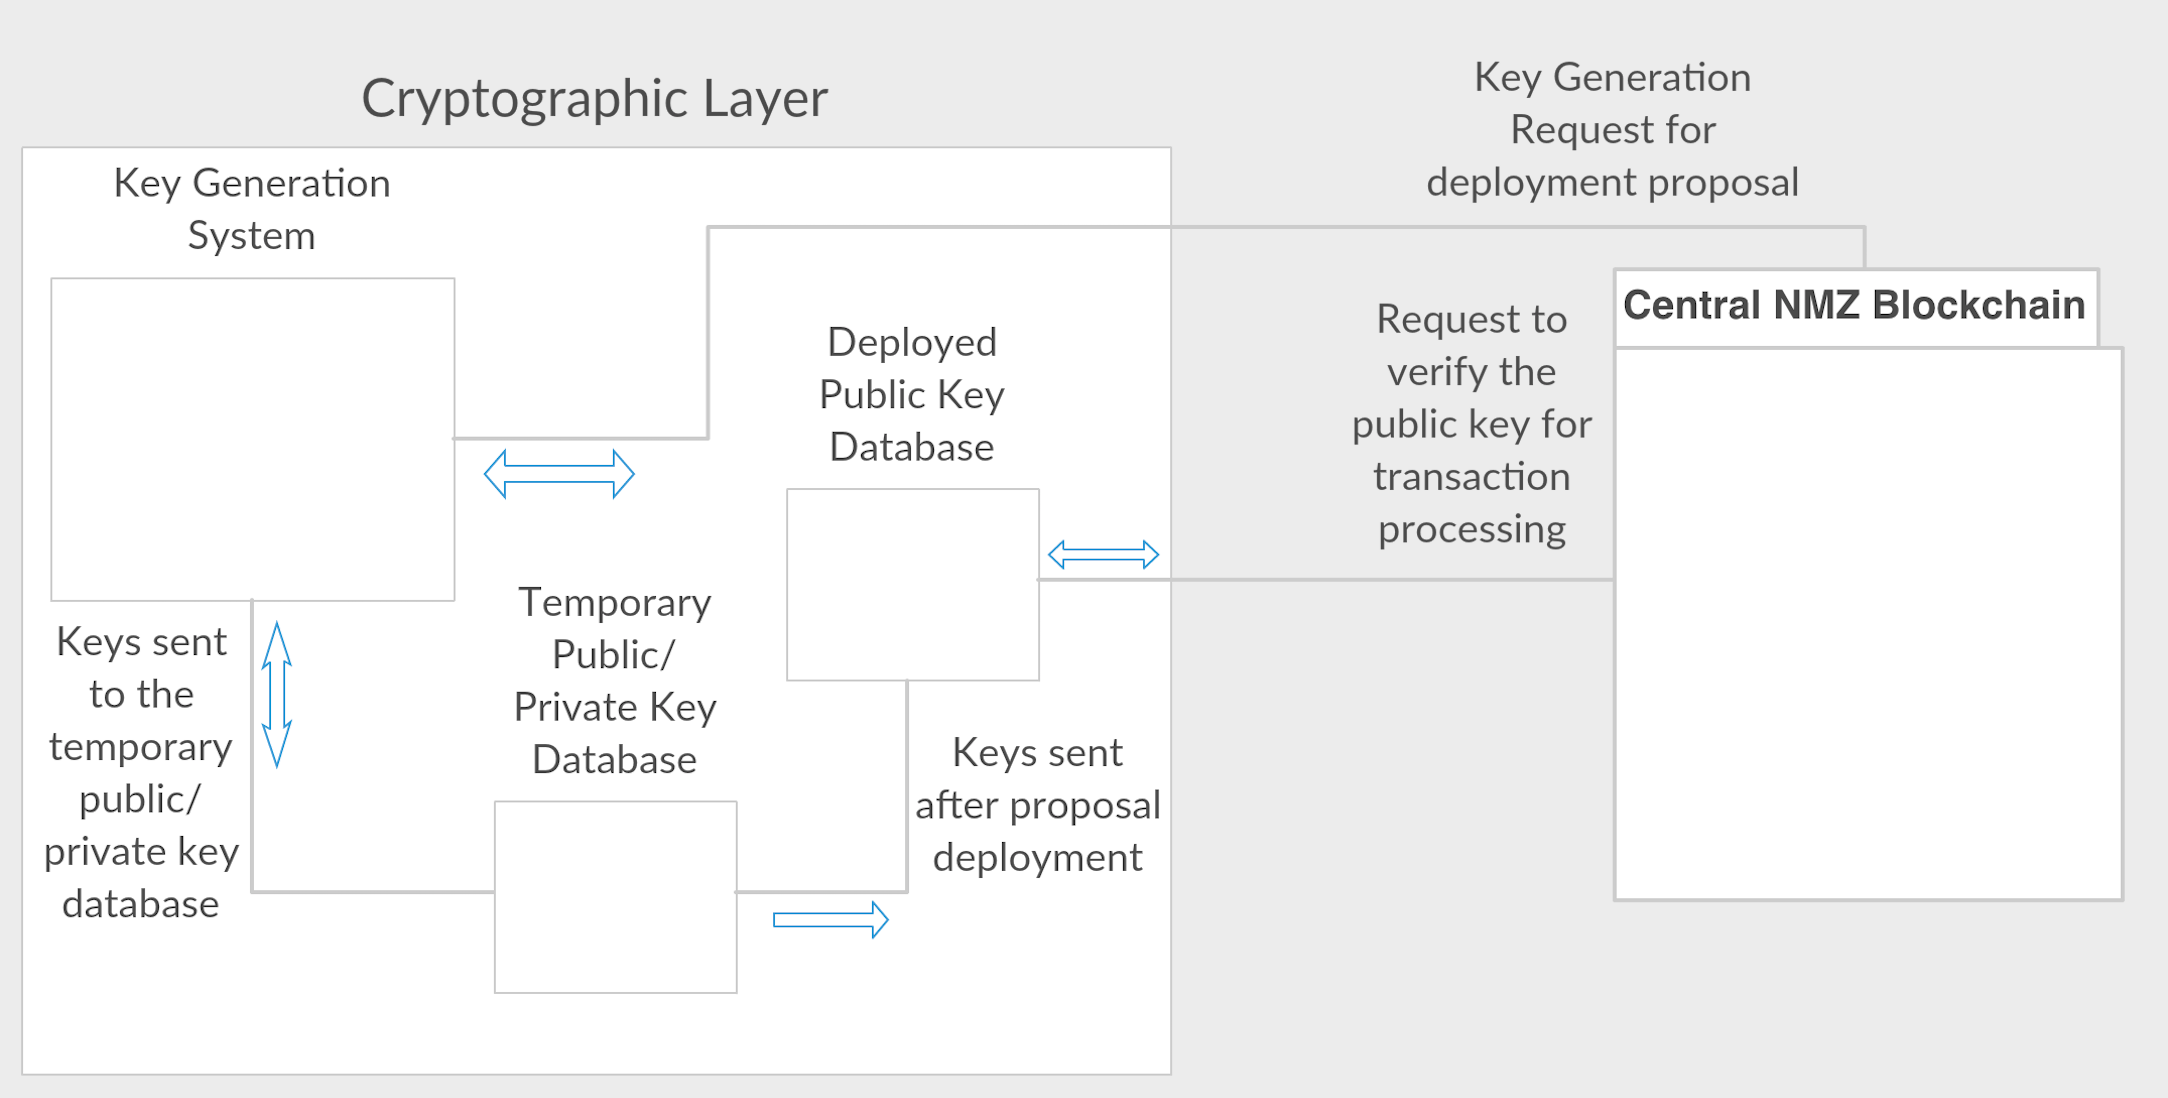 Cryptographic Layer
Key Generation
System
Key Generation
Request for
deployment proposal
Central NMZ Blockchain
Request to
verify the
public key for
transaction
processing
Deployed
Public Key
Database
Temporary
Public/
Private Key
Database
Keys sent
to the
temporary
public/
private key
database
Keys sent
after proposal
deployment